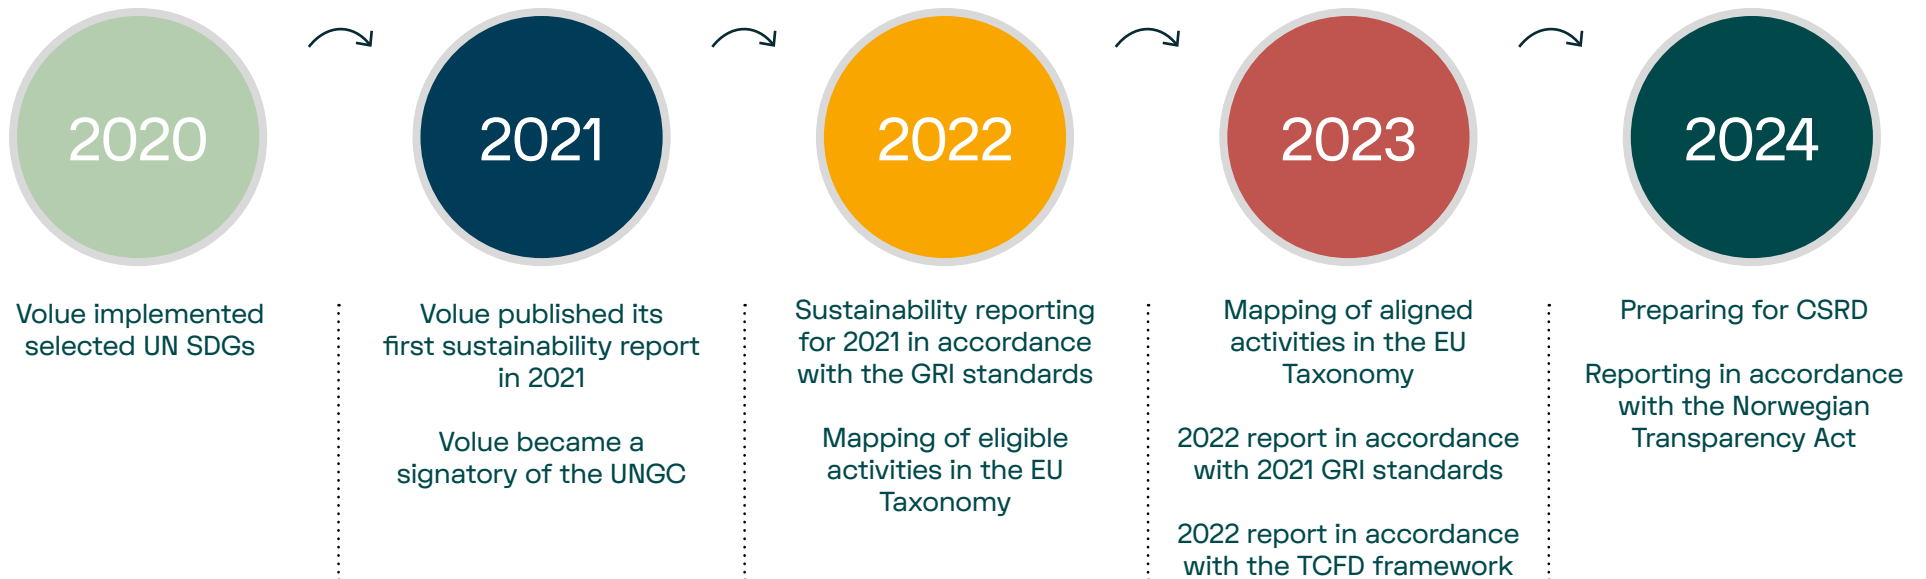 2020
2021
2022
2023
2024
Volue implemented
selected UN SDGs
Volue published its
first sustainability report
in 2021
Volue became a
signatory of the UNGC
Sustainability reporting
for 2021 in accordance
with the GRI standards
Mapping of eligible
activities in the EU
Taxonomy
Mapping of aligned
activities in the EU
Taxonomy
2022 report in accordance
with 2021 GRI standards
2022 report in accordance
with the TCFD framework
Preparing for CSRD
Reporting in accordance
with the Norwegian
Transparency Act